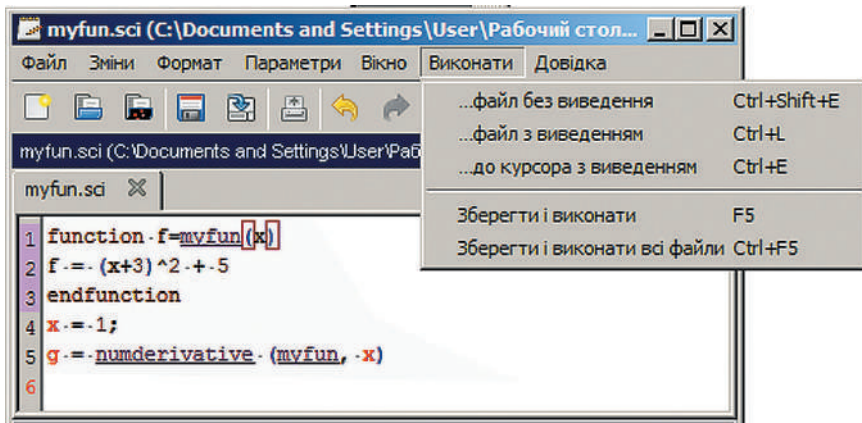 myfun.sci (C:\Documents and Settings\User\Рабочий стол...
Файл Зміни Формат Параметри Вікно Виконати Довідка
...файл без виведення Ctrl+Shift+E
...файл з виведенням Ctrl+L
...до курсора з виведенням Ctrl+E
Зберегти і виконати F5
Зберегти і виконати всі файли Ctrl+F5
myfun.sci (C:\Documents and Settings\User\Раб
myfun.sci
1 function f=myfun(x)
2 f = (x+3)^2 + 5
3 endfunction
4 x = 1;
5 g = numderivative (myfun, x)
6